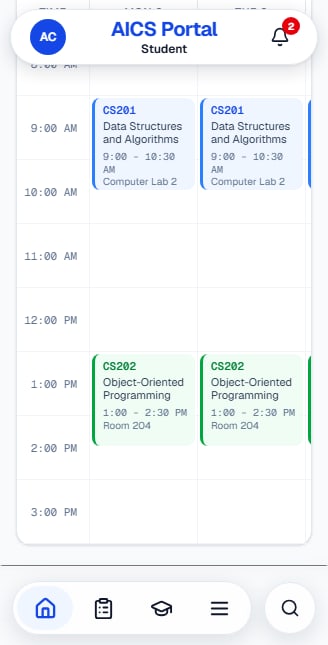 AC
AICS Portal
Student
2
9:00 AM
CS201
Data Structures
and Algorithms
9:00 - 10:30
AM
Computer Lab 2
CS201
Data Structures
and Algorithms
9:00 - 10:30
AM
Computer Lab 2
10:00 AM
11:00 AM
12:00 PM
1:00 PM
CS202
Object-Oriented
Programming
1:00 - 2:30 PM
Room 204
CS202
Object-Oriented
Programming
1:00 - 2:30 PM
Room 204
2:00 PM
3:00 PM